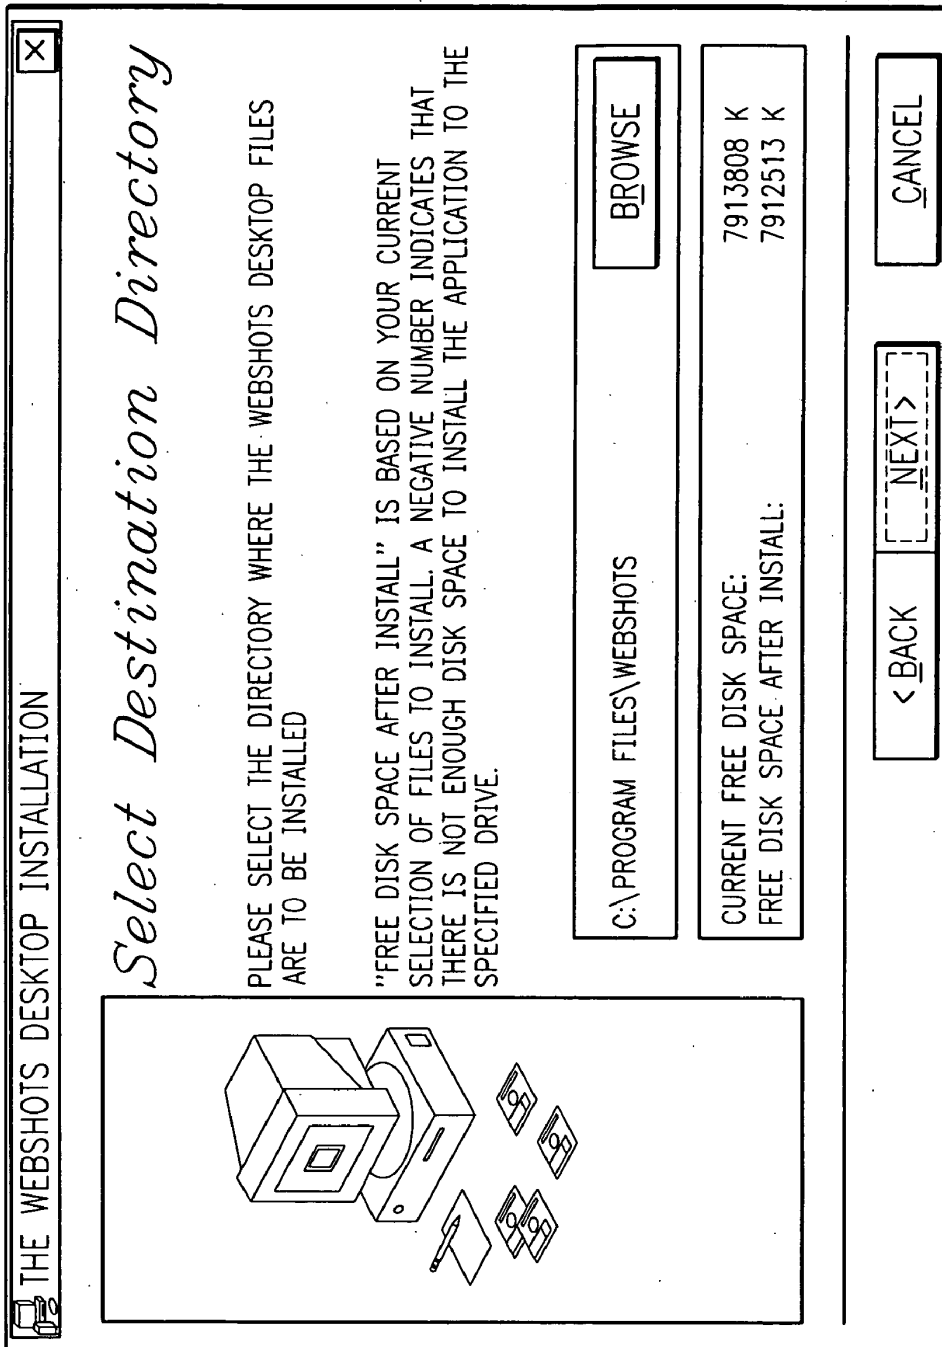 THE WEBSHOTS DESKTOP INSTALLATION
X
Select Destination Directory
PLEASE SELECT THE DIRECTORY WHERE THE WEBSHOTS DESKTOP FILES
ARE TO BE INSTALLED
"FREE DISK SPACE AFTER INSTALL" IS BASED ON YOUR CURRENT
SELECTION OF FILES TO INSTALL. A NEGATIVE NUMBER INDICATES THAT
THERE IS NOT ENOUGH DISK SPACE TO INSTALL THE APPLICATION TO THE
SPECIFIED DRIVE.
C:\PROGRAM FILES\WEBSHOTS
BROWSE
CURRENT FREE DISK SPACE: 7913808 K
FREE DISK SPACE AFTER INSTALL: 7912513 K
< BACK
NEXT >
CANCEL